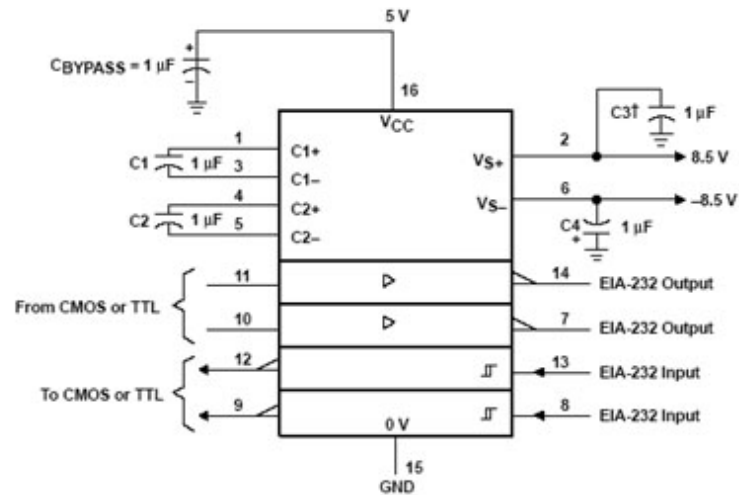 5 V
CBYPASS = 1 µF
+
−
16
VCC
1
C1+
C1
1 µF
3
C1−
4
C2+
C2
1 µF
5
C2−
2
VS+
C3†
1 µF
8.5 V
6
VS−
−8.5 V
C4
+
1 µF
From CMOS or TTL
11
14
EIA-232 Output
10
7
EIA-232 Output
To CMOS or TTL
12
13
EIA-232 Input
9
8
EIA-232 Input
0 V
15
GND